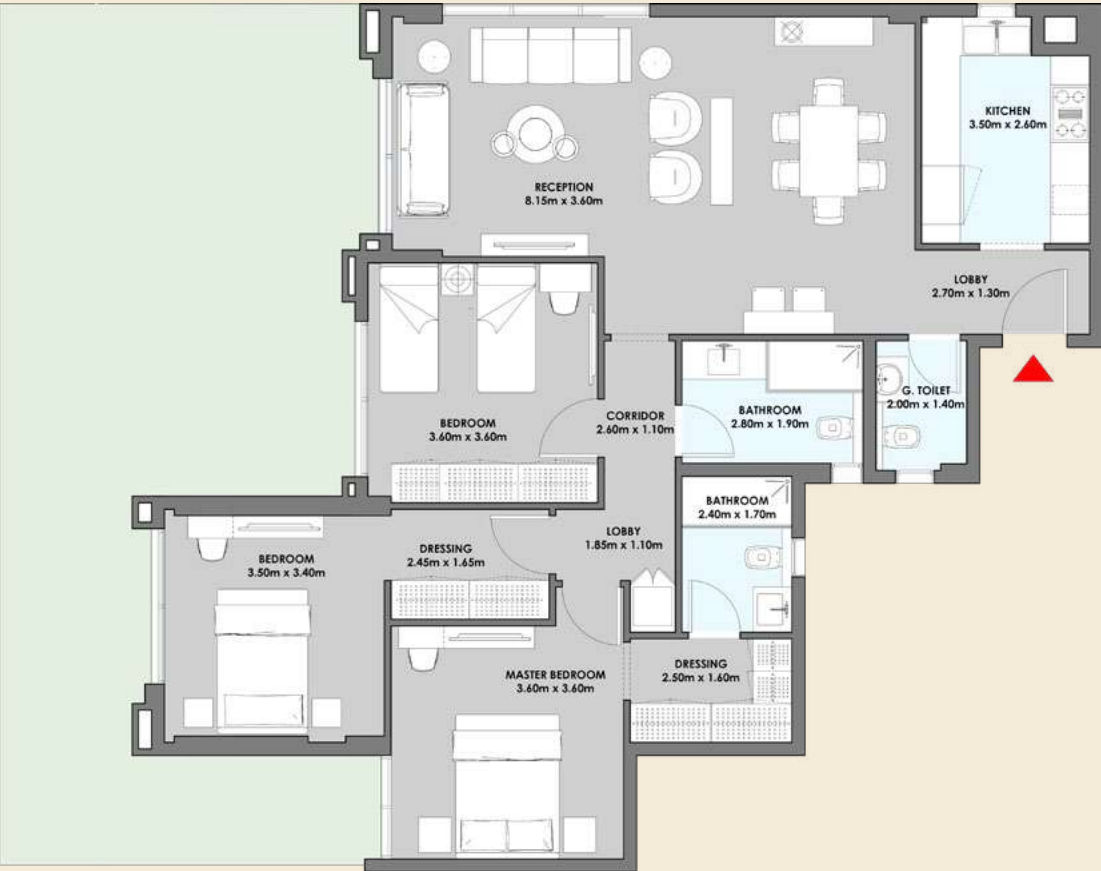 KITCHEN
3.50m x 2.60m
RECEPTION
8.15m x 3.60m
LOBBY
2.70m x 1.30m
G. TOILET
2.00m x 1.40m
BATHROOM
2.80m x 1.90m
CORRIDOR
2.60m x 1.10m
BEDROOM
3.60m x 3.60m
BATHROOM
2.40m x 1.70m
LOBBY
1.85m x 1.10m
DRESSING
2.45m x 1.65m
BEDROOM
3.50m x 3.40m
MASTER BEDROOM
3.60m x 3.60m
DRESSING
2.50m x 1.60m